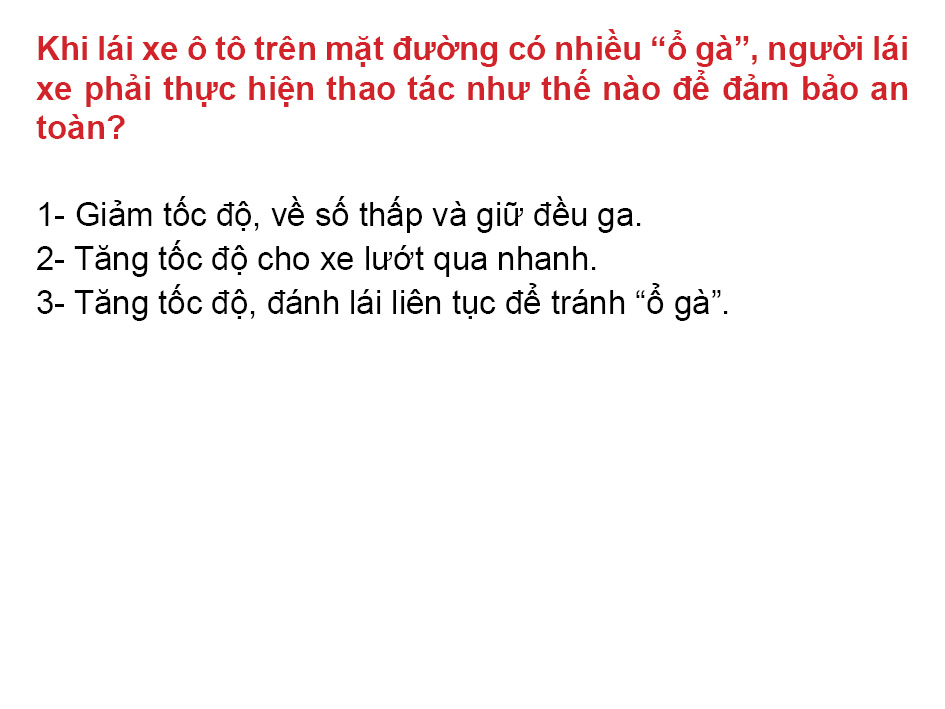 Khi lái xe ô tô trên mặt đường có nhiều “ổ gà”, người lái
xe phải thực hiện thao tác như thế nào để đảm bảo an
toàn?
1- Giảm tốc độ, về số thấp và giữ đều ga.
2- Tăng tốc độ cho xe lướt qua nhanh.
3- Tăng tốc độ, đánh lái liên tục để tránh “ổ gà”.